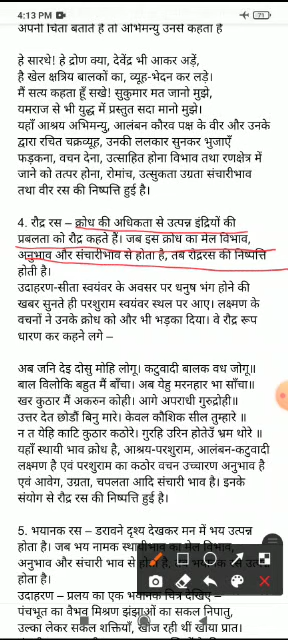 4:13 PM
71
अपनी चिंता बताते हैं तो अभिमन्यु उनसे कहता है
हे सारथे! हे द्रोण क्या, देवेंद्र भी आकर अड़ें,
है खेल क्षत्रिय बालकों का, व्यूह-भेदन कर लड़े।
मैं सत्य कहता हूँ सखे! सुकुमार मत जानो मुझे,
यमराज से भी युद्ध में प्रस्तुत सदा मानो मुझे।
यहाँ आश्रय अभिमन्यु, आलंबन कौरव पक्ष के वीर और उनके
द्वारा रचित चक्रव्यूह, उनकी ललकार सुनकर भुजाएँ
फड़कना, वचन देना, उत्साहित होना विभाव तथा रणक्षेत्र में
जाने को तत्पर होना, रोमांच, उत्सुकता उग्रता संचारीभाव
तथा वीर रस की निष्पत्ति हुई है।
4. रौद्र रस – क्रोध की अधिकता से उत्पन्न इंद्रियों की
प्रबलता को रौद्र कहते हैं। जब इस क्रोध का मेल विभाव,
अनुभाव और संचारीभाव से होता है, तब रौद्ररस की निष्पत्ति
होती है।
उदाहरण-सीता स्वयंवर के अवसर पर धनुष भंग होने की
खबर सुनते ही परशुराम स्वयंवर स्थल पर आए। लक्ष्मण के
वचनों ने उनके क्रोध को और भी भड़का दिया। वे रौद्र रूप
धारण कर कहने लगे –
अब जनि देइ दोसु मोहि लोगू। कटुवादी बालक वध जोगू॥
बाल विलोकि बहुत मैं बाँचा। अब येहु मरनहार भा साँचा॥
खर कुठार मैं अकरुन कोही। आगे अपराधी गुरुद्रोही॥
उत्तर देत छोडौं बिनु मारे। केवल कौशिक सील तुम्हारे ॥
न त येहि काटि कुठार कठोरे। गुरहि उरिन होतेउँ भ्रम थोरे ॥
यहाँ स्थायी भाव क्रोध है, आश्रय-परशुराम, आलंबन-कटुवादी
लक्ष्मण है एवं परशुराम का कठोर वचन उच्चारण अनुभाव है
एवं आवेग, उग्रता, चपलता आदि संचारी भाव है। इनके
संयोग से रौद्र रस की निष्पत्ति हुई है।
5. भयानक रस – डरावने दृश्य देखकर मन में भय उत्पन्न
होता है। जब भय नामक स्थायीभाव का मेल विभाव,
अनुभाव और संचारी भाव से होता है, तब भयानक रस की
होता है।
उदाहरण – प्रलय का एक भयानक चित्र देखिए –
पंचभूत का वैभव मिश्रण झंझाओं का सकल निपातु,
उल्का लेकर सकल शक्तियाँ, खोज रही थीं खोया प्रात।